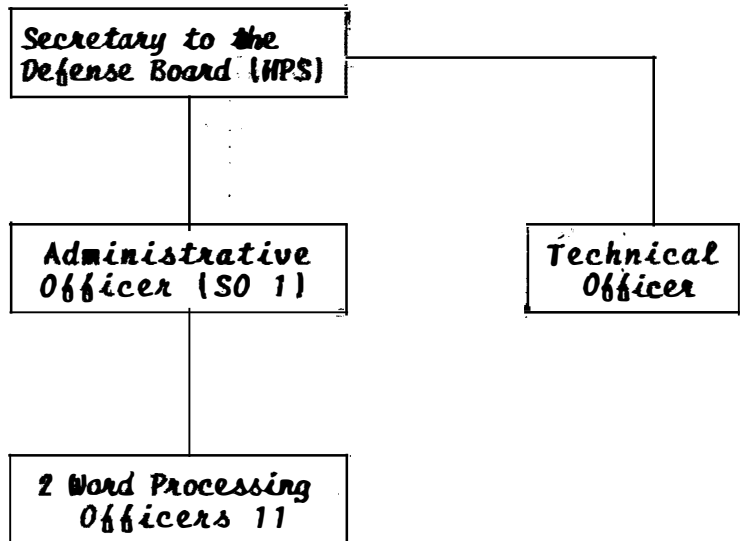 Secretary to the
Defense Board (HPS)
Administrative
Officer (SO 1)
Technical
Officer
2 Word Processing
Officers 11